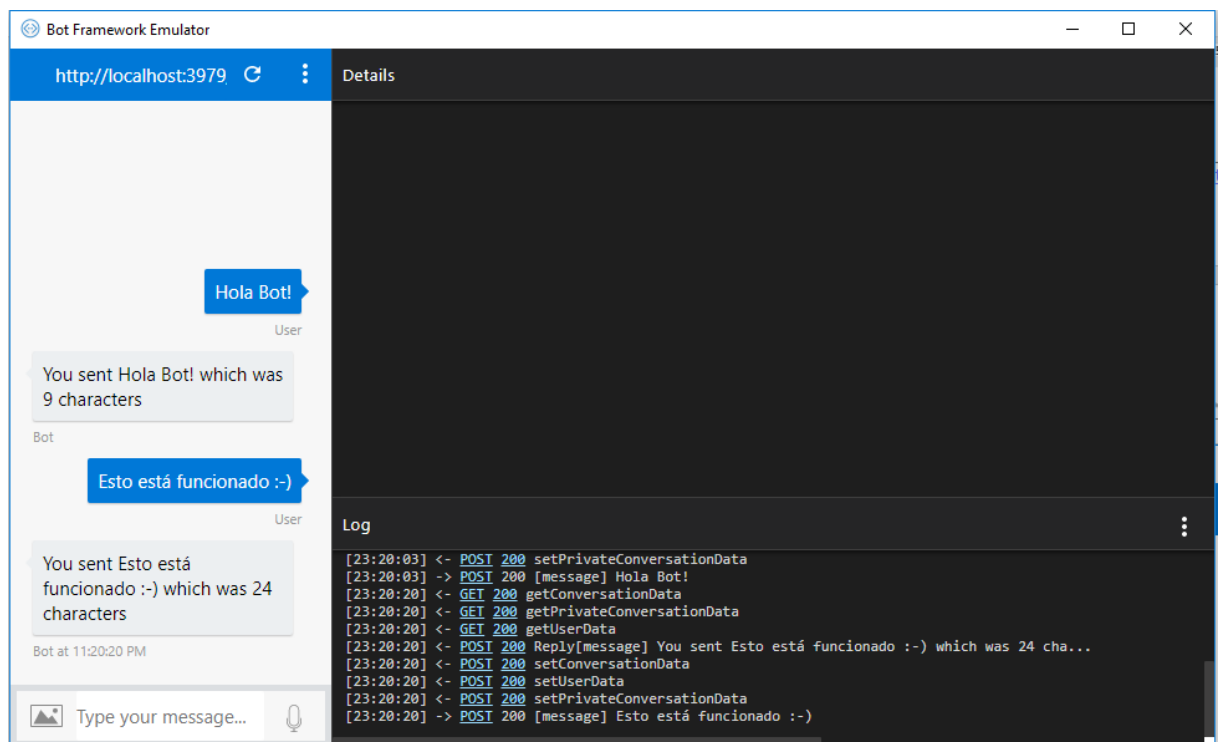 Bot Framework Emulator
http://localhost:3979
Details
Hola Bot!
User
You sent Hola Bot! which was
9 characters
Bot
Esto está funcionado :-)
User
You sent Esto está
funcionado :-) which was 24
characters
Bot at 11:20:20 PM
Type your message...
Log
[23:20:03] <- POST 200 setPrivateConversationData
[23:20:03] -> POST 200 [message] Hola Bot!
[23:20:20] <- GET 200 getConversationData
[23:20:20] <- GET 200 getPrivateConversationData
[23:20:20] <- GET 200 getUserData
[23:20:20] <- POST 200 Reply[message] You sent Esto está funcionado :-) which was 24 cha...
[23:20:20] <- POST 200 setConversationData
[23:20:20] <- POST 200 setUserData
[23:20:20] <- POST 200 setPrivateConversationData
[23:20:20] -> POST 200 [message] Esto está funcionado :-)